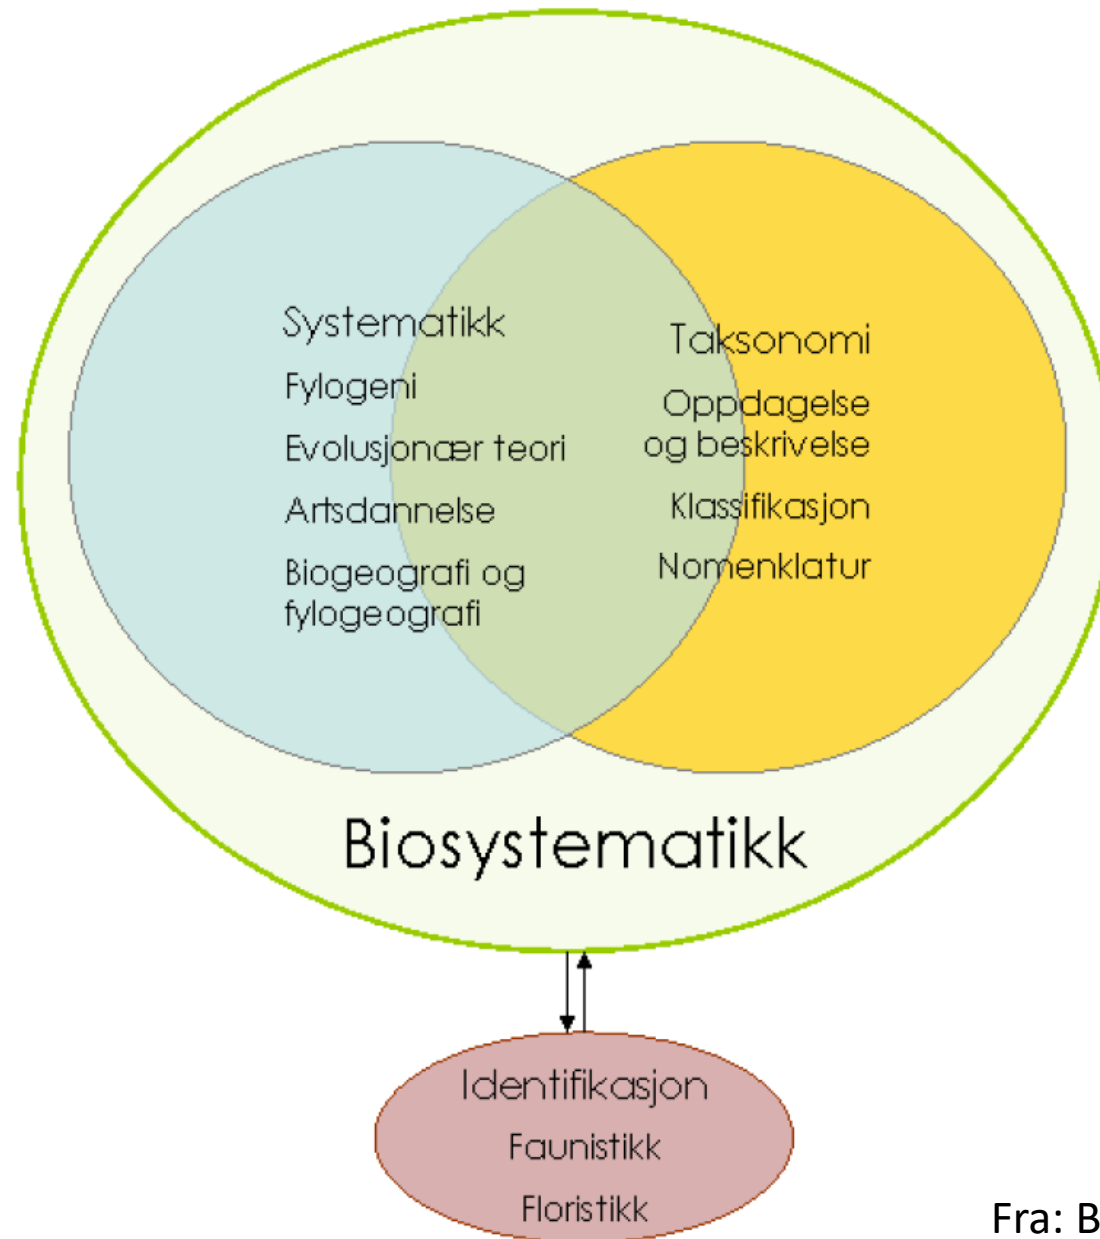 Systematikk
Fylogeni
Evolusjonær teori
Artsdannelse
Biogeografi og
fylogeografi
Taksonomi
Oppdagelse
og beskrivelse
Klassifikasjon
Nomenklatur
Biosystematikk
Identifikasjon
Faunistikk
Floristikk
Fra: B